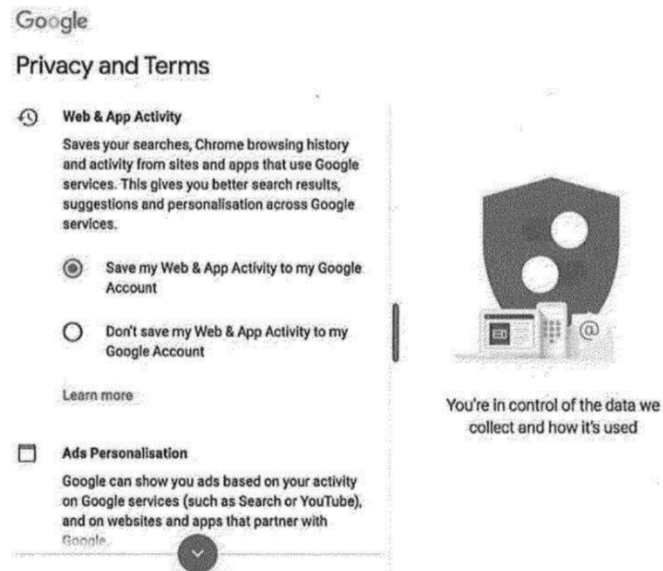 Google
Privacy and Terms
Web & App Activity
Saves your searches, Chrome browsing history
and activity from sites and apps that use Google
services. This gives you better search results,
suggestions and personalisation across Google
services.
Save my Web & App Activity to my Google
Account
Don't save my Web & App Activity to my
Google Account
Learn more
Ads Personalisation
Google can show you ads based on your activity
on Google services (such as Search or YouTube),
and on websites and apps that partner with
Google.
@
You're in control of the data we
collect and how it's used